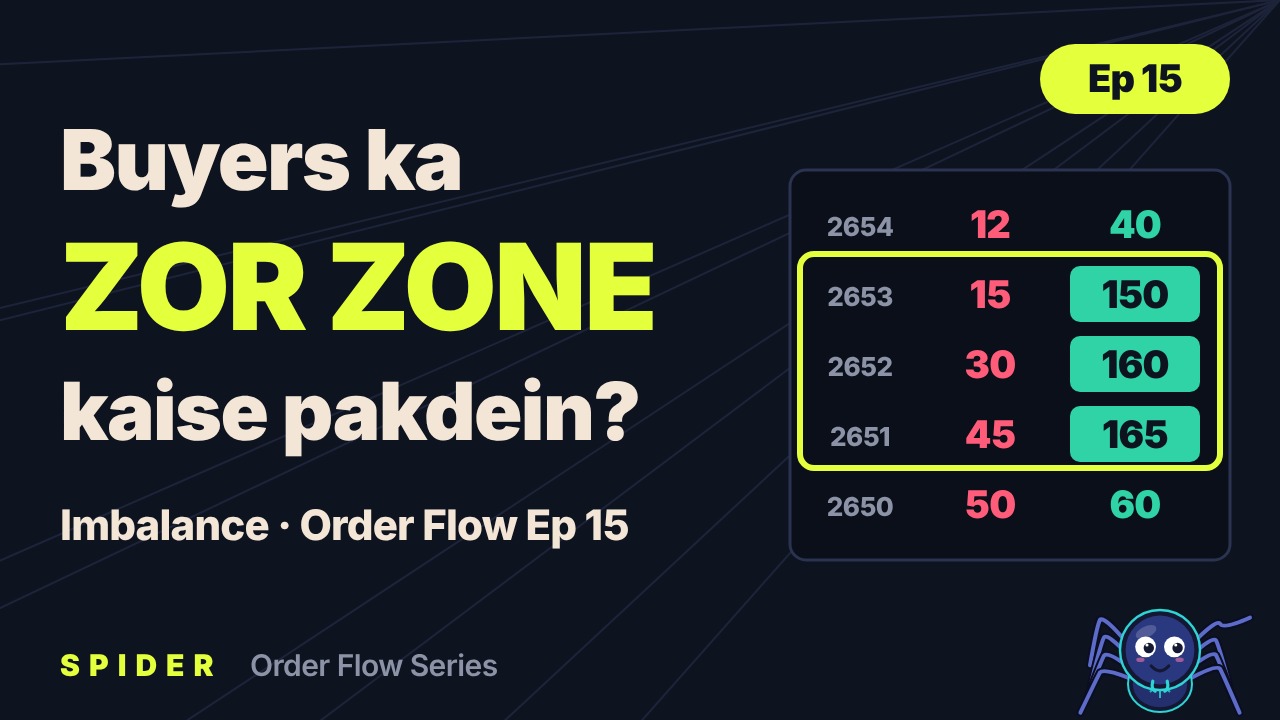 Ep 15
Buyers ka
ZOR ZONE
kaise pakdein?
Imbalance · Order Flow Ep 15
2654 12 40
2653 15 150
2652 30 160
2651 45 165
2650 50 60
SPIDER Order Flow Series